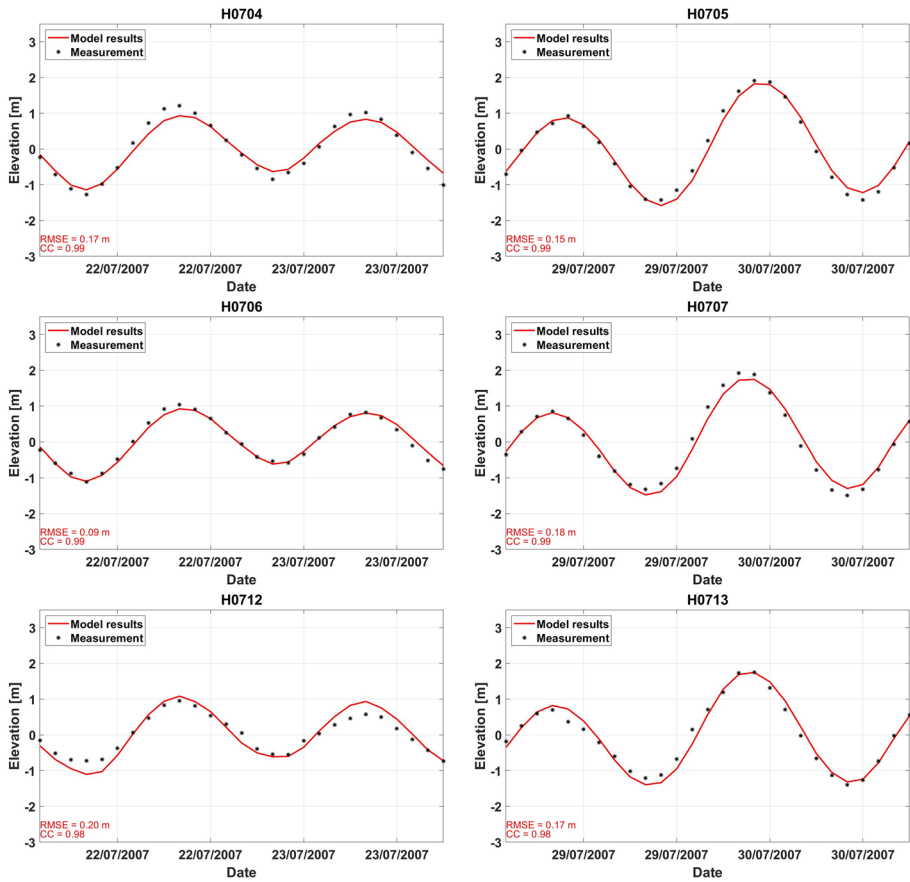 H0704
Model results
Measurement
Elevation [m]
3
2
1
0
-1
-2
-3
RMSE = 0.17 m
CC = 0.99
22/07/2007 22/07/2007 23/07/2007 23/07/2007
Date
H0705
Model results
Measurement
Elevation [m]
3
2
1
0
-1
-2
-3
RMSE = 0.15 m
CC = 0.99
29/07/2007 29/07/2007 30/07/2007 30/07/2007
Date
H0706
Model results
Measurement
Elevation [m]
3
2
1
0
-1
-2
-3
RMSE = 0.09 m
CC = 0.99
22/07/2007 22/07/2007 23/07/2007 23/07/2007
Date
H0707
Model results
Measurement
Elevation [m]
3
2
1
0
-1
-2
-3
RMSE = 0.18 m
CC = 0.99
29/07/2007 29/07/2007 30/07/2007 30/07/2007
Date
H0712
Model results
Measurement
Elevation [m]
3
2
1
0
-1
-2
-3
RMSE = 0.20 m
CC = 0.98
22/07/2007 22/07/2007 23/07/2007 23/07/2007
Date
H0713
Model results
Measurement
Elevation [m]
3
2
1
0
-1
-2
-3
RMSE = 0.17 m
CC = 0.98
29/07/2007 29/07/2007 30/07/2007 30/07/2007
Date